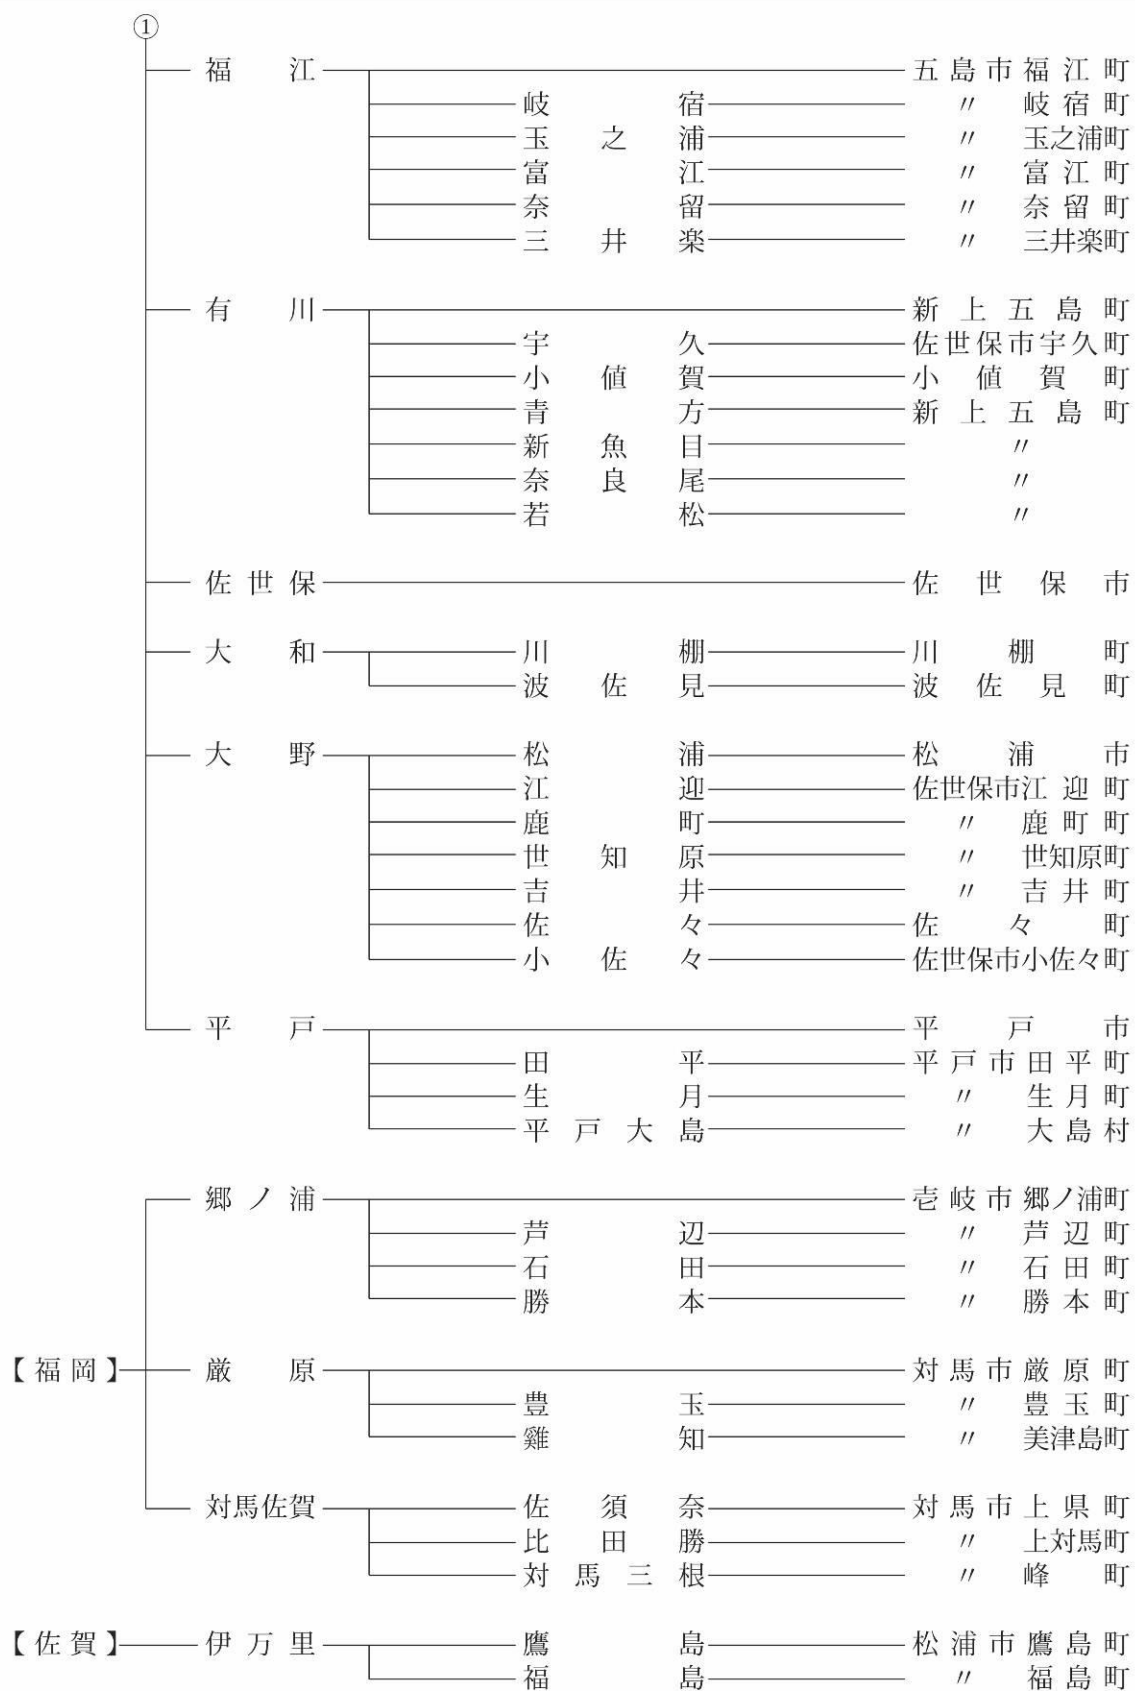 ①
福江 五島市福江町
岐宿 〃 岐宿町
玉之浦 〃 玉之浦町
富江 〃 富江町
奈留 〃 奈留町
三井楽 〃 三井楽町
有川 新上五島町
宇久 佐世保市宇久町
小値賀 小値賀町
青方 新上五島町
新魚目 〃
奈良尾 〃
若松 〃
佐世保 佐世保市
大和 川棚 川棚町
波佐見 波佐見町
大野 松浦 松浦市
江迎 佐世保市江迎町
鹿町 〃 鹿町町
世知原 〃 世知原町
吉井 〃 吉井町
佐々 佐々町
小佐々 佐世保市小佐々町
平戸 平戸市
田平 平戸市田平町
生月 〃 生月町
平戸大島 〃 大島村
郷ノ浦 壱岐市郷ノ浦町
芦辺 〃 芦辺町
石田 〃 石田町
勝本 〃 勝本町
【福岡】 厳原 対馬市厳原町
豊玉 〃 豊玉町
雞知 〃 美津島町
対馬佐賀 佐須奈 対馬市上県町
比田勝 〃 上対馬町
対馬三根 〃 峰町
【佐賀】 伊万里 鷹島 松浦市鷹島町
福島 〃 福島町